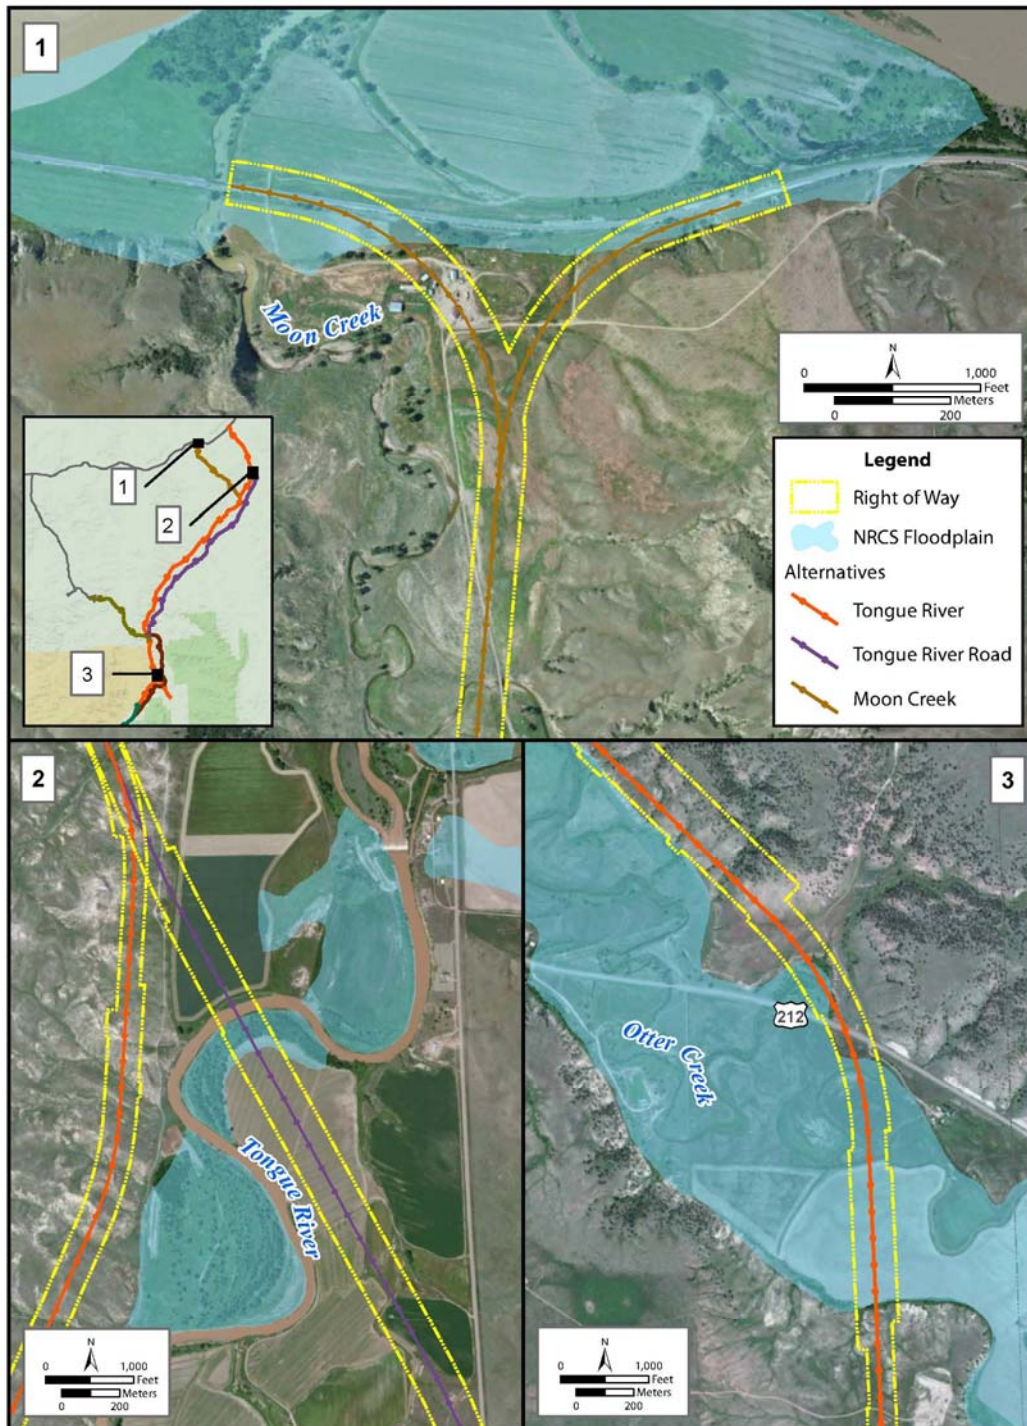 1
Moon Creek
N
0 1,000
Feet
Meters
0 200
Legend
Right of Way
NRCS Floodplain
Alternatives
Tongue River
Tongue River Road
Moon Creek
1
2
3
2
Tongue River
N
0 1,000
Feet
Meters
0 200
3
212
Otter Creek
N
0 1,000
Feet
Meters
0 200